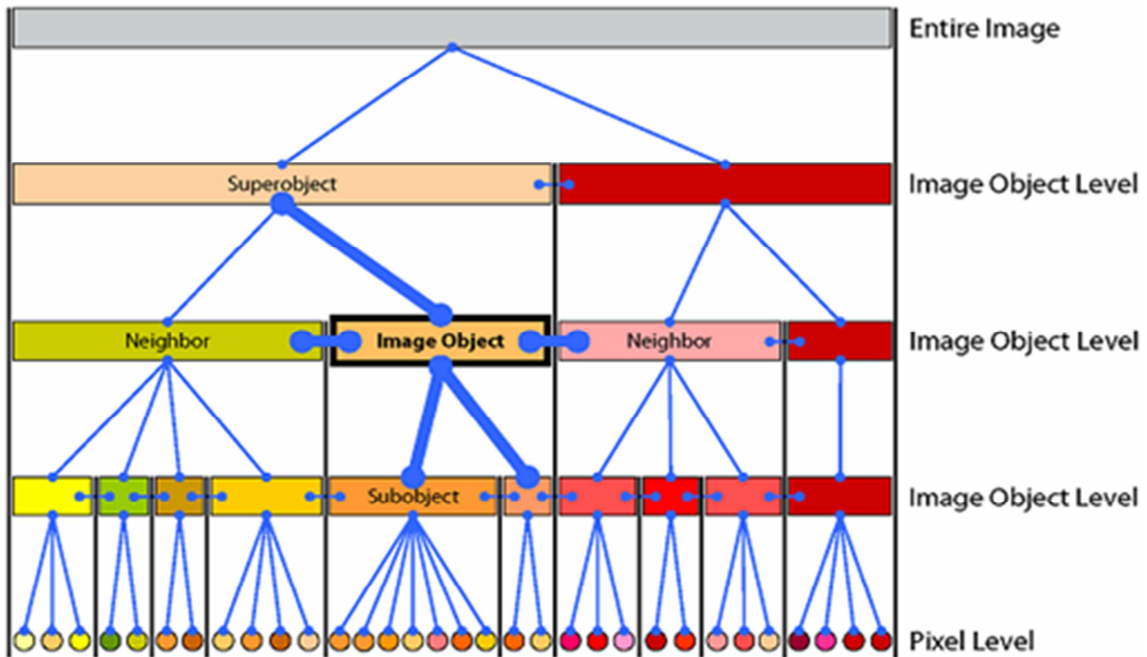 Entire Image
Superobject
Image Object Level
Neighbor
Image Object
Neighbor
Image Object Level
Subobject
Image Object Level
Pixel Level